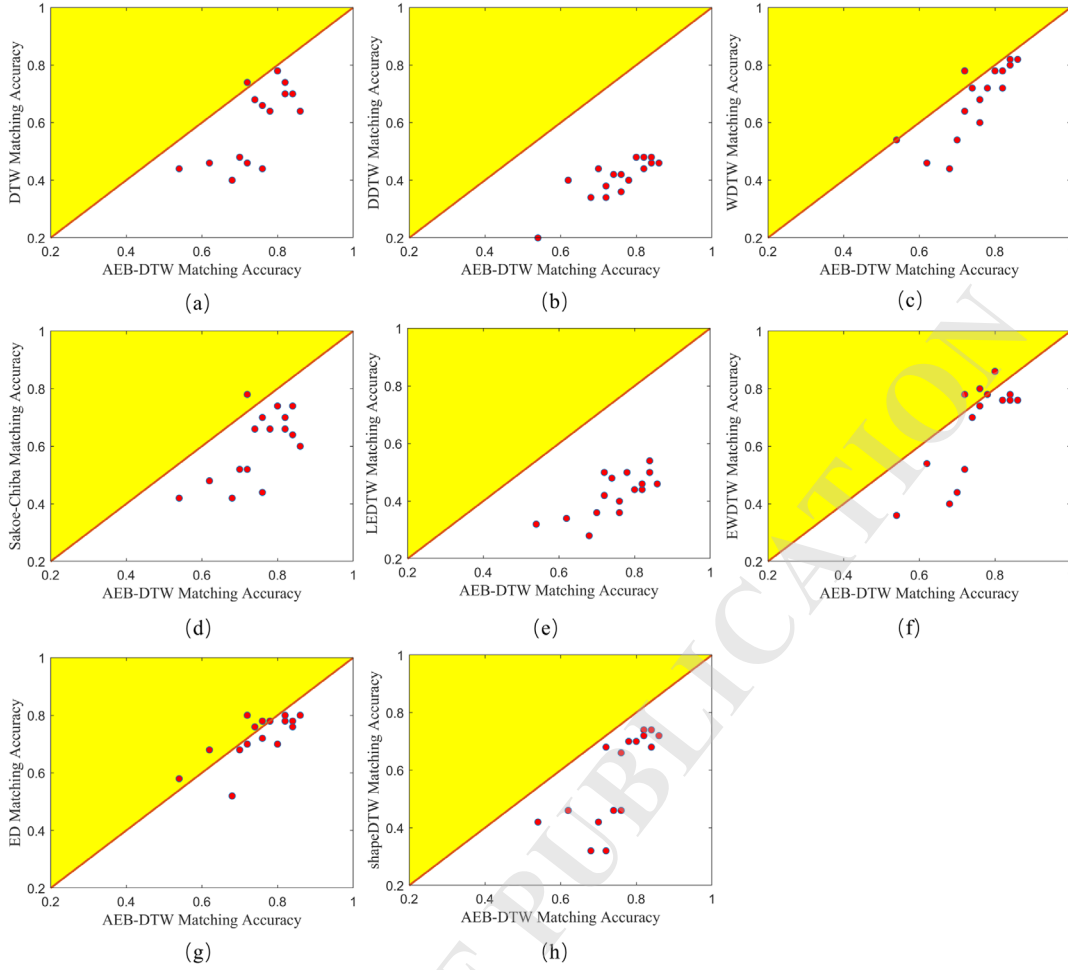 1
0.8
0.6
0.4
0.2
DTW Matching Accuracy
0.2 0.4 0.6 0.8 1
AEB-DTW Matching Accuracy
(a)
1
0.8
0.6
0.4
0.2
DDTW Matching Accuracy
0.2 0.4 0.6 0.8 1
AEB-DTW Matching Accuracy
(b)
1
0.8
0.6
0.4
0.2
WDTW Matching Accuracy
0.2 0.4 0.6 0.8
AEB-DTW Matching Accuracy
(c)
1
0.8
0.6
0.4
0.2
Sakoe-Chiba Matching Accuracy
0.2 0.4 0.6 0.8 1
AEB-DTW Matching Accuracy
(d)
1
0.8
0.6
0.4
0.2
LEDTW Matching Accuracy
0.2 0.4 0.6 0.8 1
AEB-DTW Matching Accuracy
(e)
1
0.8
0.6
0.4
0.2
EWDTW Matching Accuracy
0.2 0.4 0.6 0.8
AEB-DTW Matching Accuracy
(f)
1
0.8
0.6
0.4
0.2
ED Matching Accuracy
0.2 0.4 0.6 0.8 1
AEB-DTW Matching Accuracy
(g)
1
0.8
0.6
0.4
0.2
shapeDTW Matching Accuracy
0.2 0.4 0.6 0.8 1
AEB-DTW Matching Accuracy
(h)
PUBLICATION